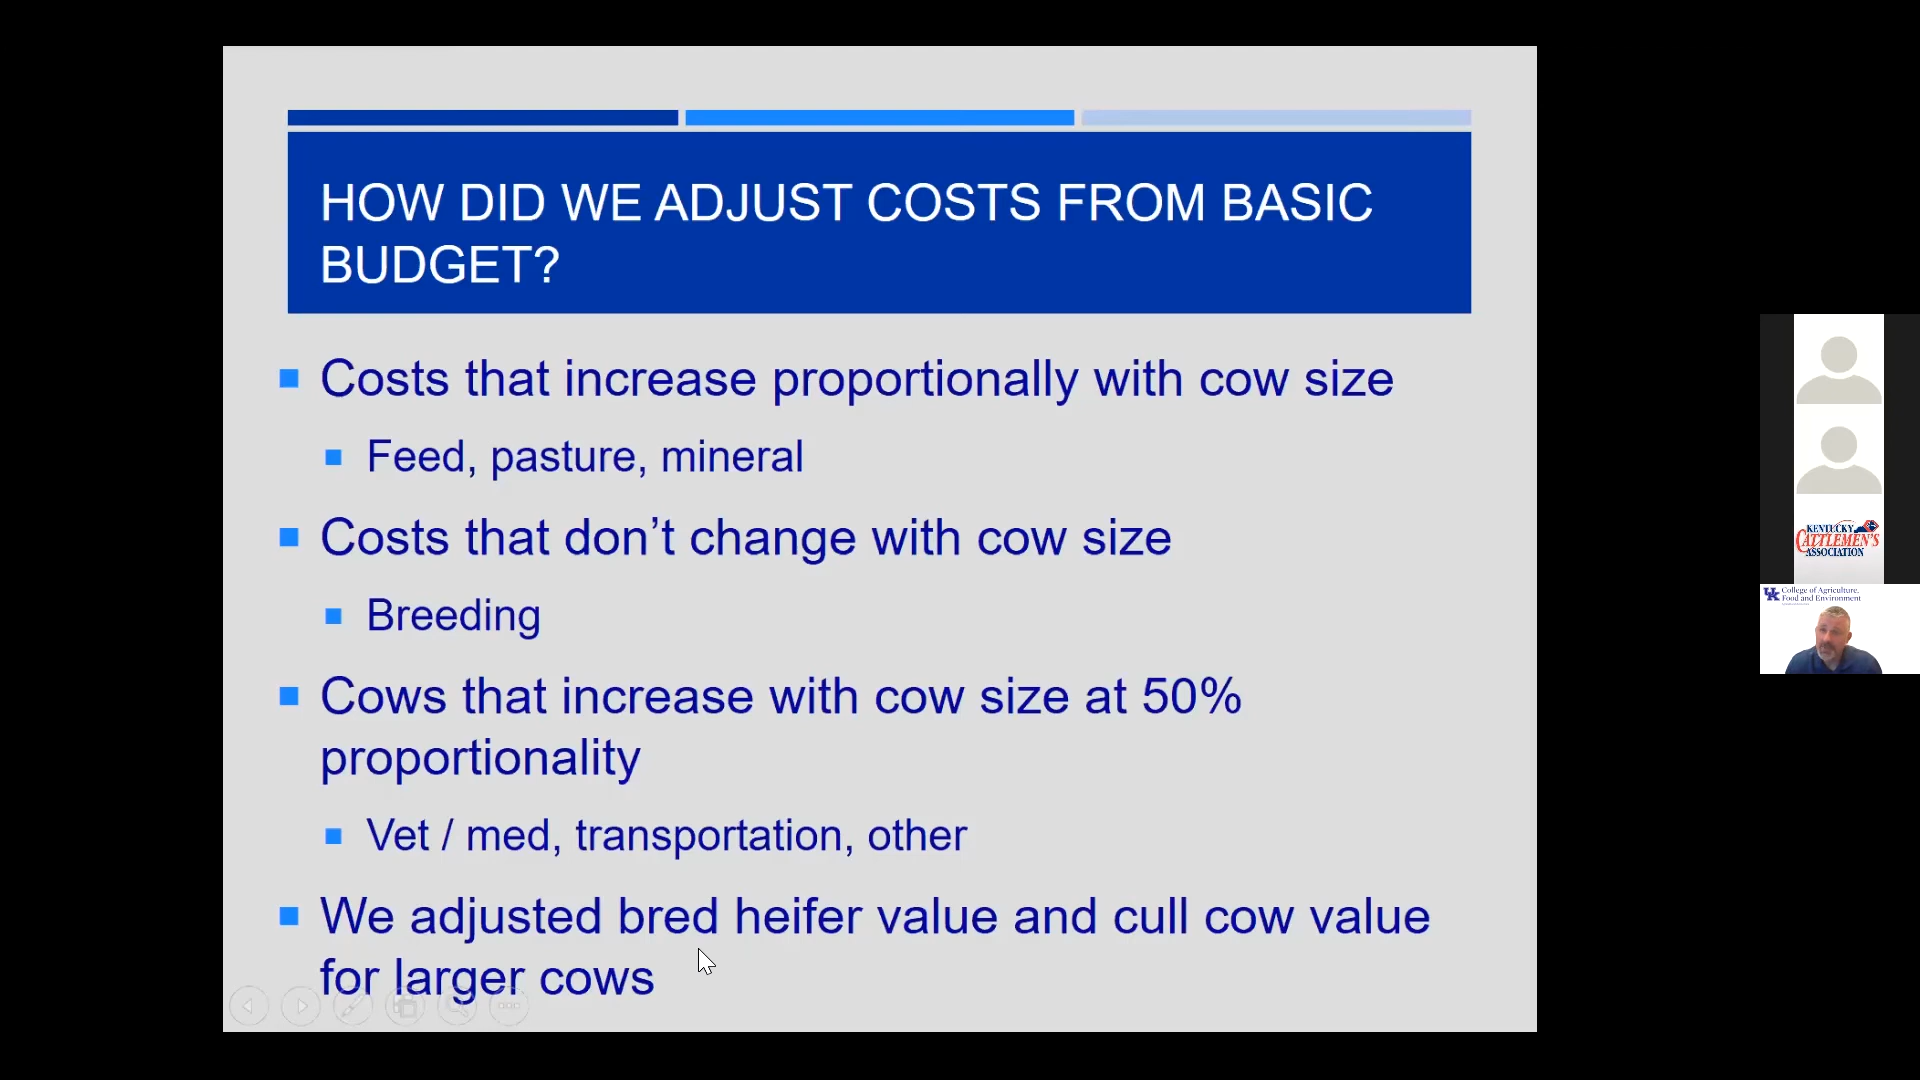 HOW DID WE ADJUST COSTS FROM BASIC
BUDGET?
Costs that increase proportionally with cow size
Feed, pasture, mineral
Costs that don’t change with cow size
Breeding
Cows that increase with cow size at 50%
proportionality
Vet / med, transportation, other
We adjusted bred heifer value and cull cow value
for larger cows
KENTUCKY
CATTLEMEN'S
ASSOCIATION
UK College of Agriculture,
Food and Environment